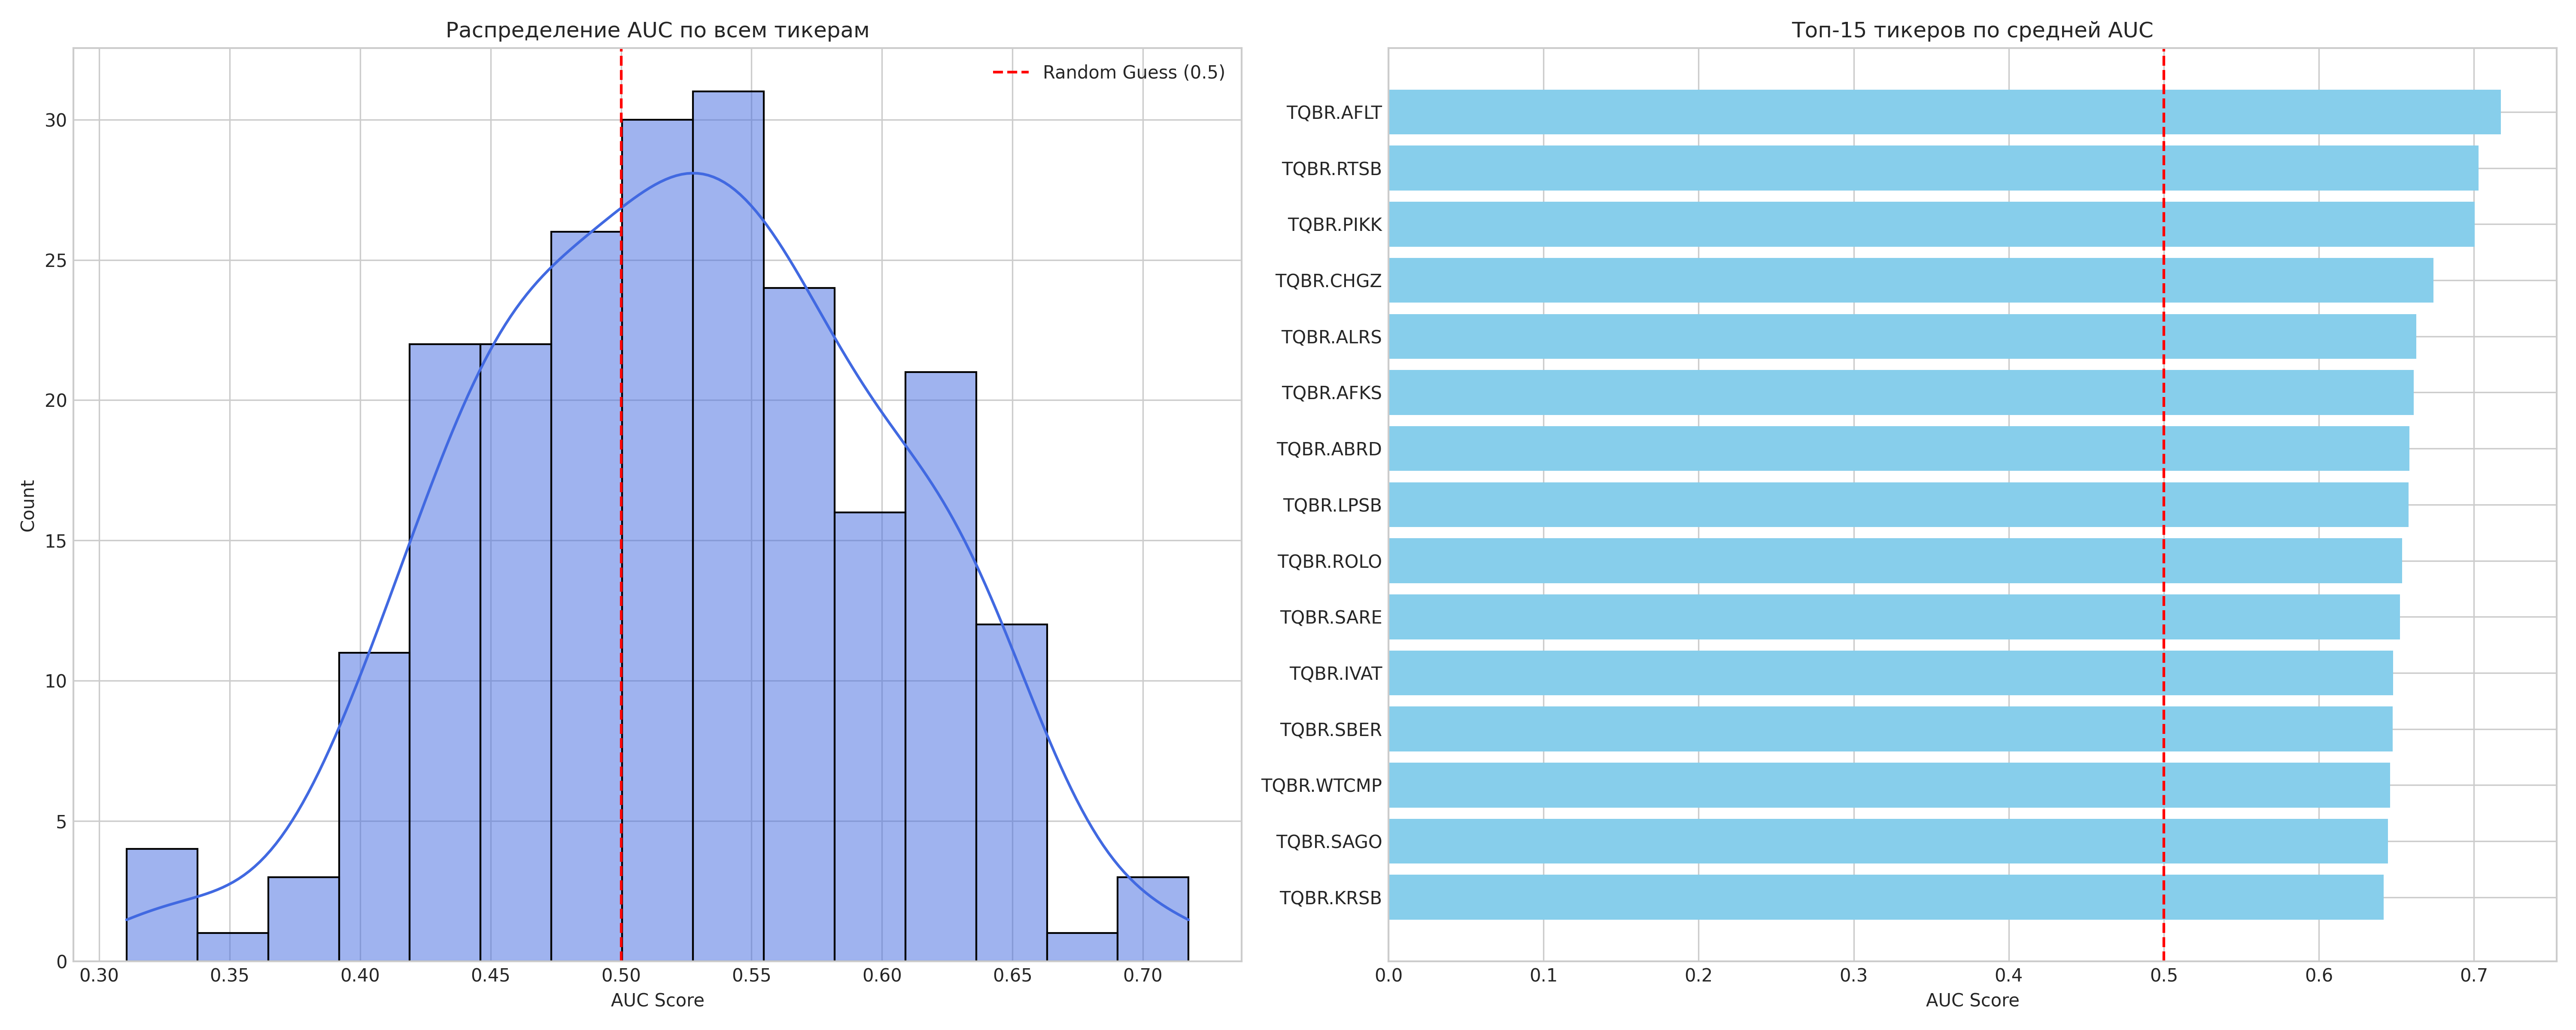 Распределение AUC по всем тикерам
Random Guess (0.5)
Count
30
25
20
15
10
5
0
0.30 0.35 0.40 0.45 0.50 0.55 0.60 0.65 0.70
AUC Score
Топ-15 тикеров по средней AUC
TQBR.AFLT
TQBR.RTSB
TQBR.PIKK
TQBR.CHGZ
TQBR.ALRS
TQBR.AFKS
TQBR.ABRD
TQBR.LPSB
TQBR.ROLO
TQBR.SARE
TQBR.IVAT
TQBR.SBER
TQBR.WTCMP
TQBR.SAGO
TQBR.KRSB
0.0 0.1 0.2 0.3 0.4 0.5 0.6 0.7
AUC Score